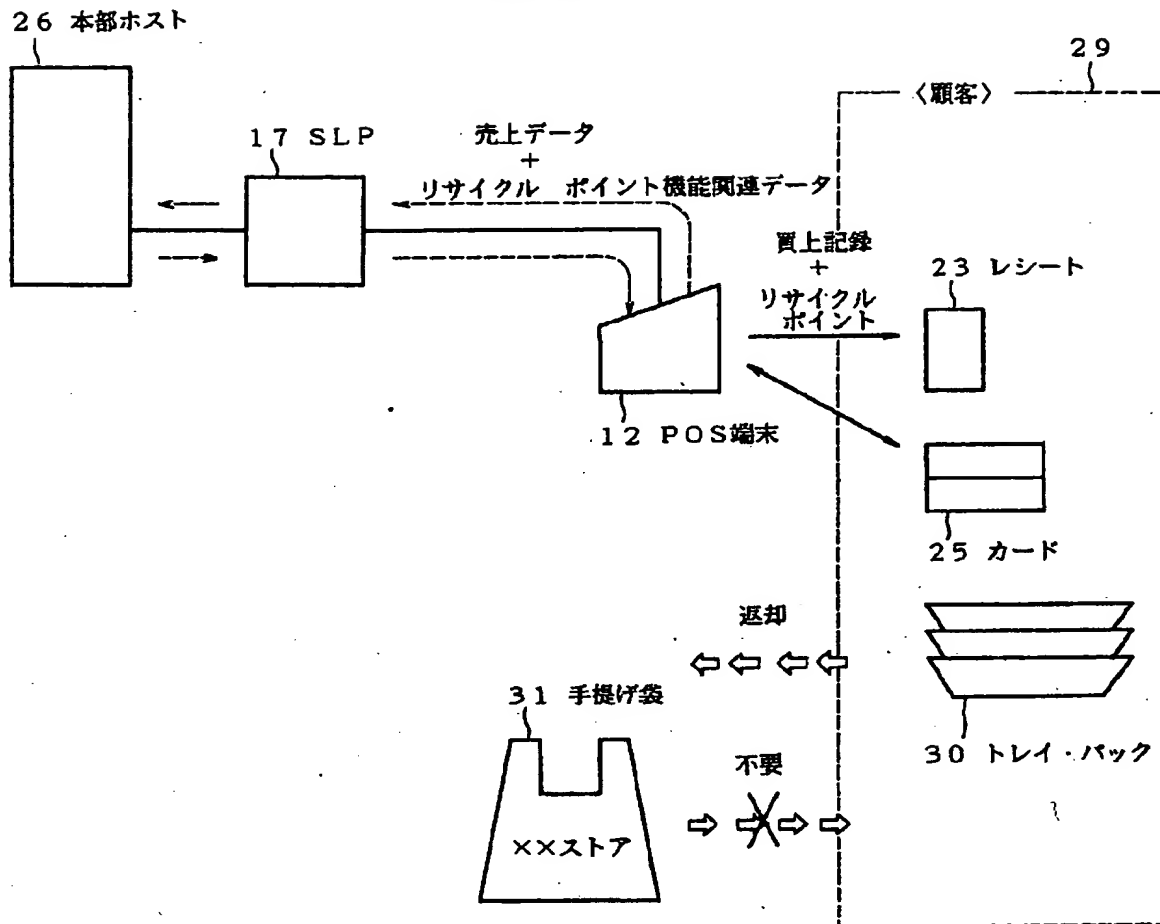 26 本部ホスト
29
〈顧客〉
17 SLP
売上データ
+
リサイクル ポイント機能関連データ
買上記録
+
リサイクル
ポイント
23 レシート
12 POS端末
25 カード
返却
31 手提げ袋
30 トレイ・パック
不要
××ストア